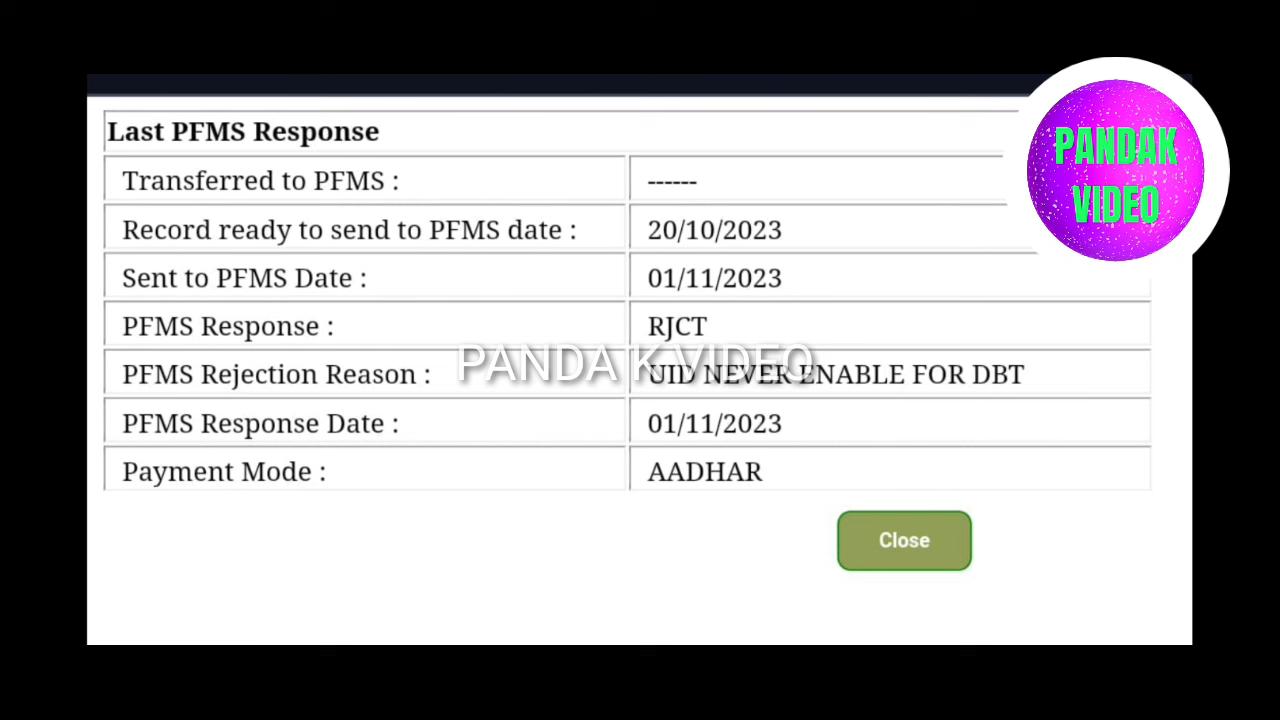 PANDAK
VIDEO
Last PFMS Response
Transferred to PFMS : ------
Record ready to send to PFMS date : 20/10/2023
Sent to PFMS Date : 01/11/2023
PFMS Response : RJCT
PFMS Rejection Reason : UID NEVER ENABLE FOR DBT
PANDA K VIDEO
PFMS Response Date : 01/11/2023
Payment Mode : AADHAR
Close